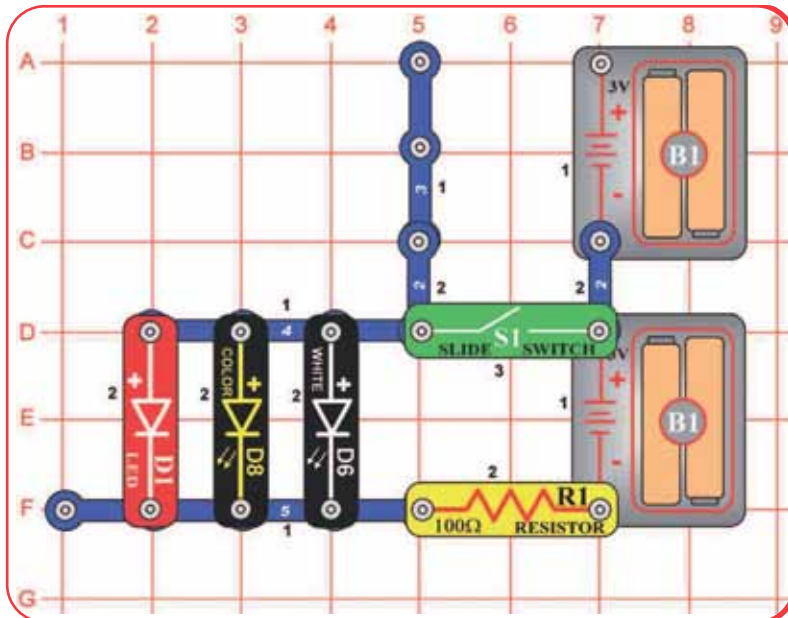 1 2 3 4 5 6 7 8 9
A
3V
+
B1
B
1
3
1
-
C
2
2
2
2
1
D
4
S1
SLIDE SWITCH
3V
+
COLOR
+
WHITE
+
+
3
2
2
2
1
B1
E
-
D1
LED
D8
D6
2
R1
F
5
100Ω
RESISTOR
1
G